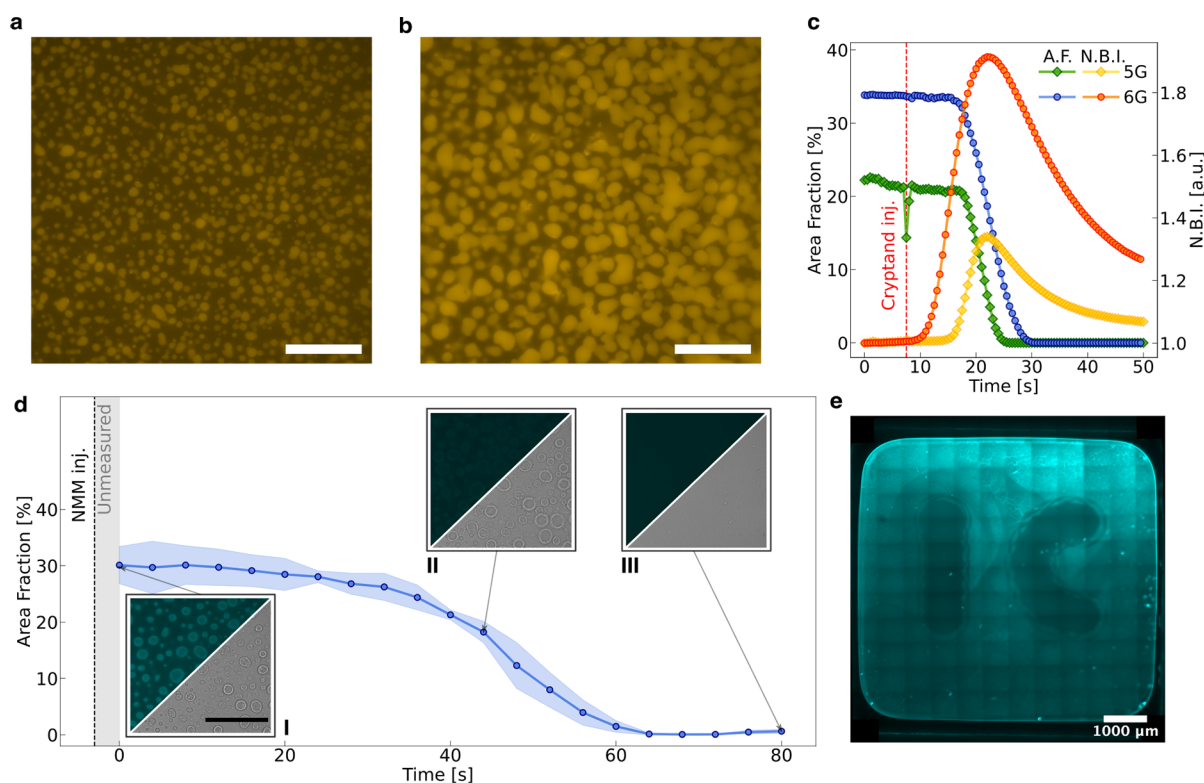 a
b
c
40
30
20
10
0
Area Fraction [%]
Cryptand inj.
A.F. N.B.I.
5G
6G
1.8
1.6
1.4
1.2
1.0
N.B.I. [a.u.]
0 10 20 30 40 50
Time [s]
d
NMM inj.
Unmeasured
40
30
20
10
0
Area Fraction [%]
I
II
III
0 20 40 60 80
Time [s]
e
1000 µm